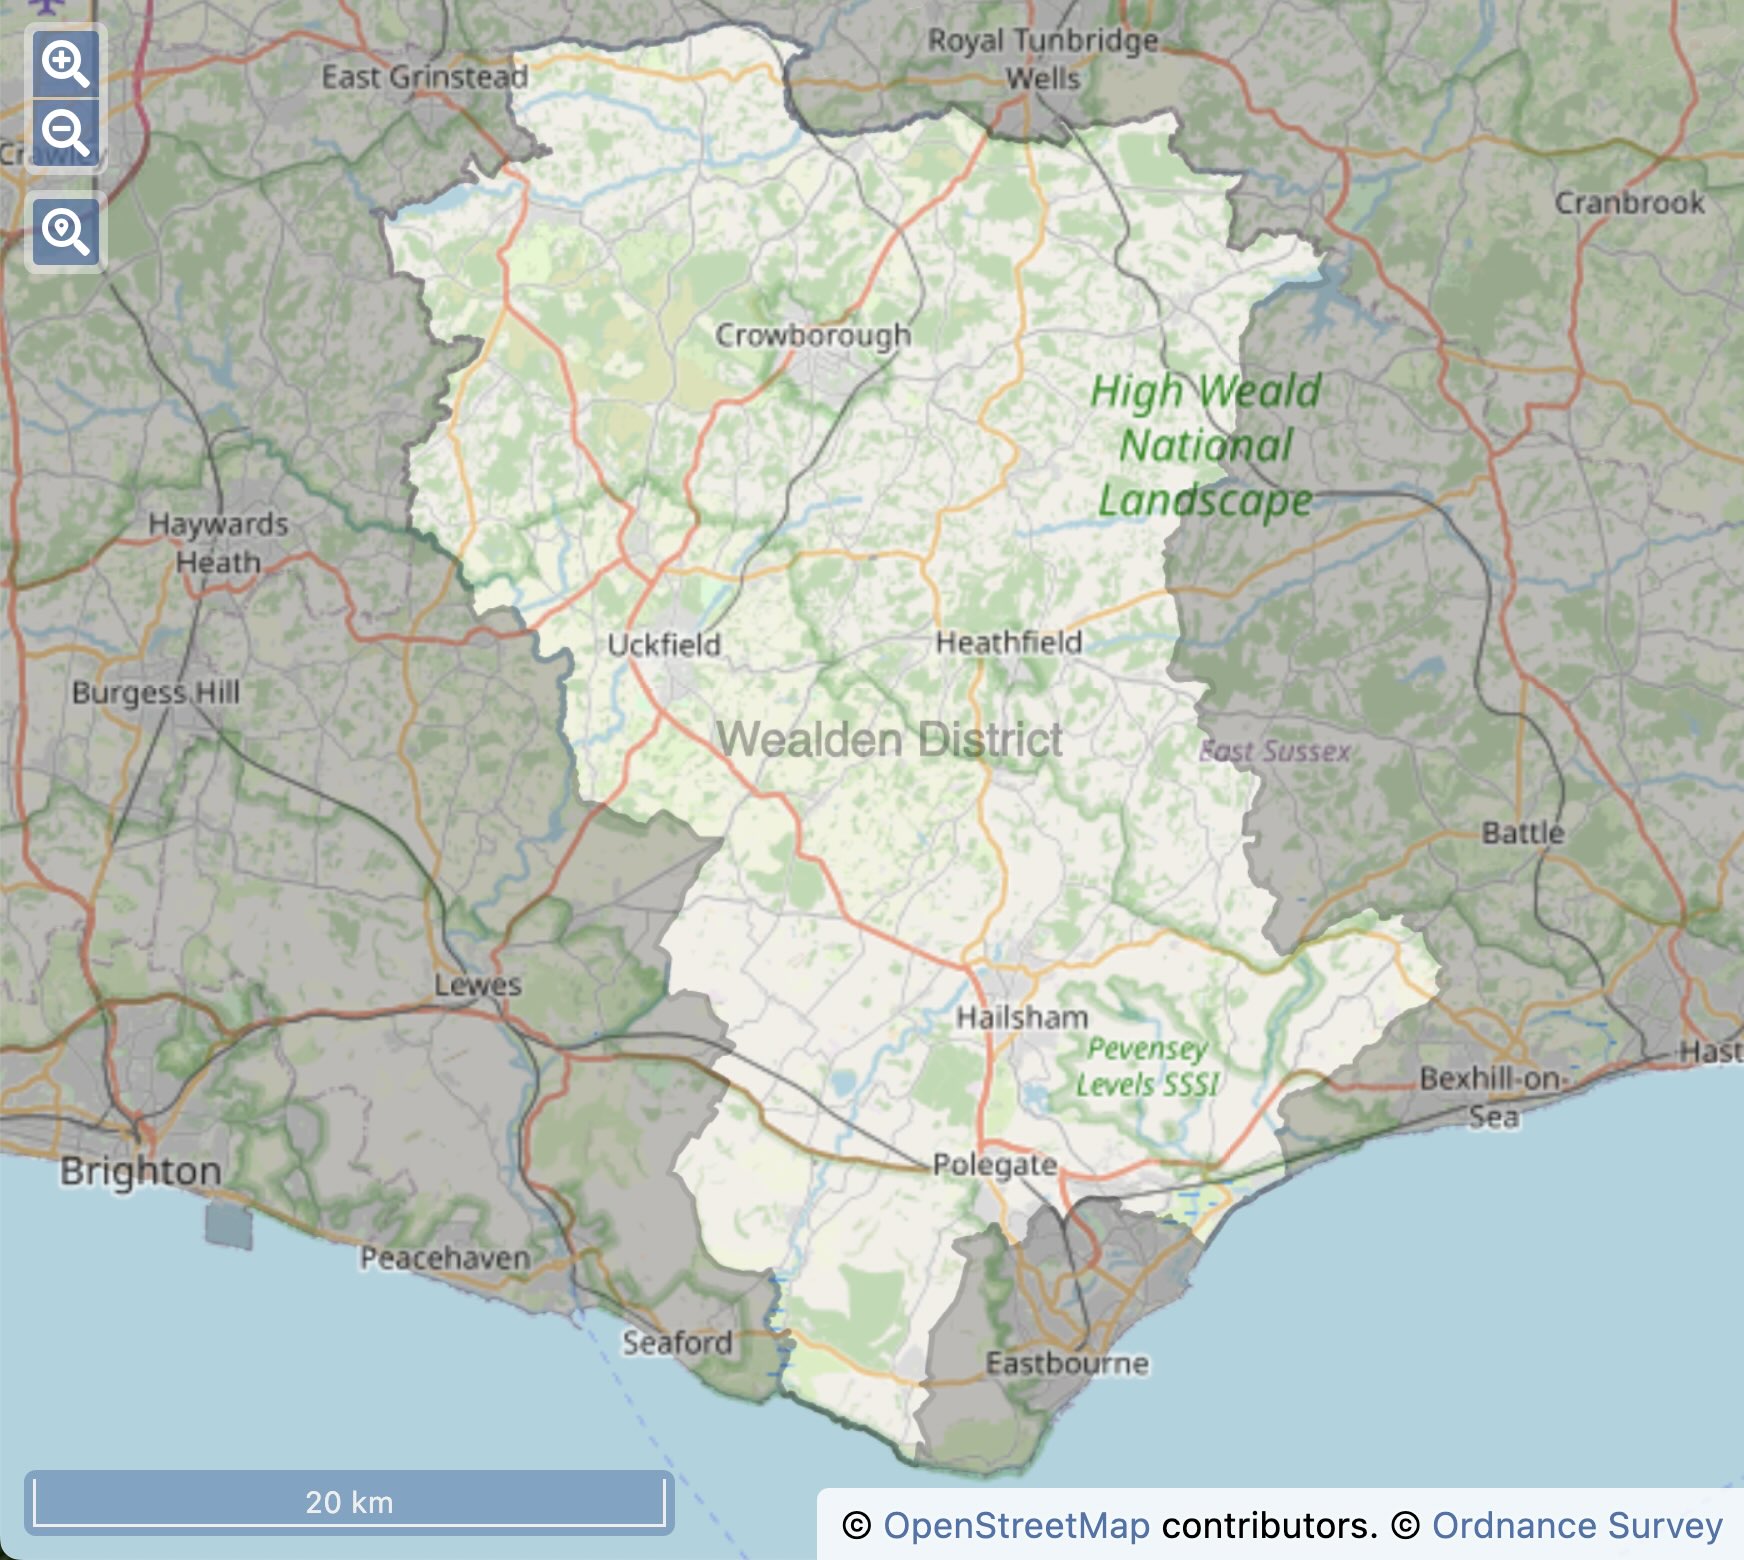 Royal Tunbridge
Wells
East Grinstead
Crawley
Cranbrook
Crowborough
High Weald
National
Landscape
Haywards
Heath
Uckfield
Heathfield
Burgess Hill
Wealden District
East Sussex
Battle
Lewes
Hailsham
Pevensey
Levels SSSI
Hast
Bexhill-on-
Sea
Brighton
Polegate
Peacehaven
Seaford
Eastbourne
20 km
© OpenStreetMap contributors. © Ordnance Survey